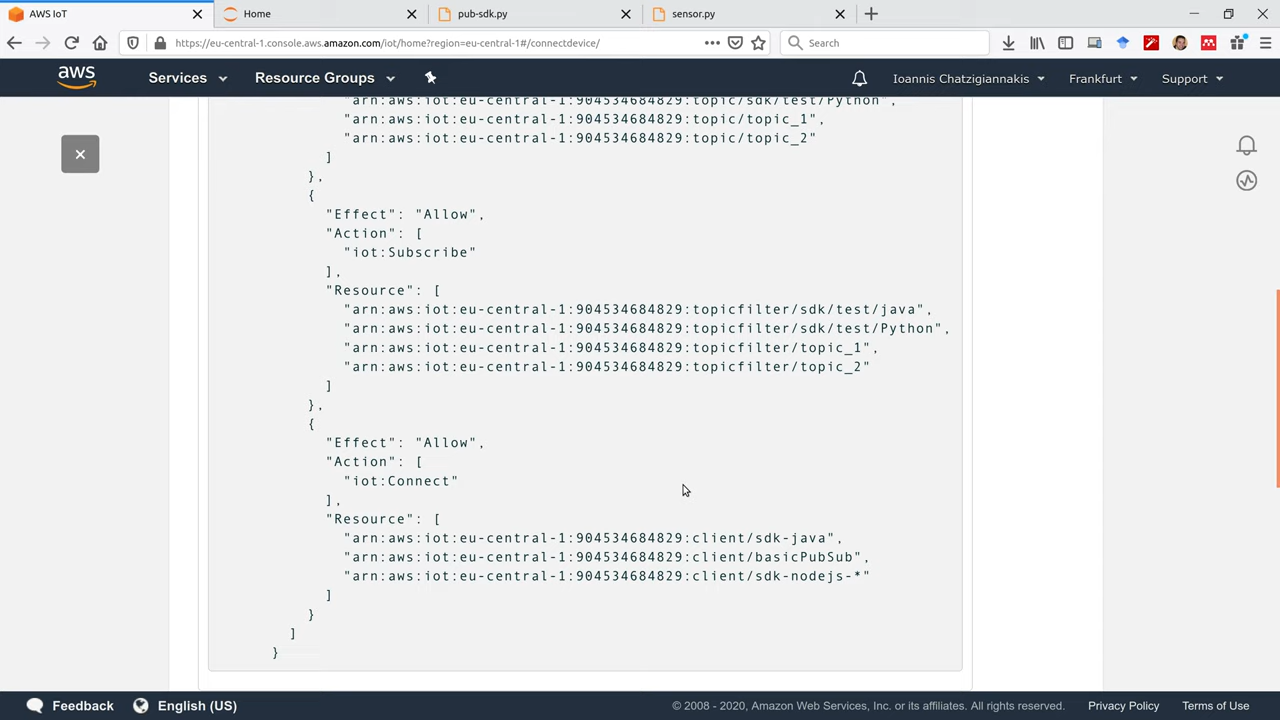 AWS IoT
Home
pub-sdk.py
sensor.py
https://eu-central-1.console.aws.amazon.com/iot/home?region=eu-central-1#/connectdevice/
Search
aws
Services
Resource Groups
Ioannis Chatzigiannakis
Frankfurt
Support
"arn:aws:iot:eu-central-1:904534684829:topic/sdk/test/Python",
"arn:aws:iot:eu-central-1:904534684829:topic/topic_1",
"arn:aws:iot:eu-central-1:904534684829:topic/topic_2"
]
},
{
"Effect": "Allow",
"Action": [
"iot:Subscribe"
],
"Resource": [
"arn:aws:iot:eu-central-1:904534684829:topicfilter/sdk/test/java",
"arn:aws:iot:eu-central-1:904534684829:topicfilter/sdk/test/Python",
"arn:aws:iot:eu-central-1:904534684829:topicfilter/topic_1",
"arn:aws:iot:eu-central-1:904534684829:topicfilter/topic_2"
]
},
{
"Effect": "Allow",
"Action": [
"iot:Connect"
],
"Resource": [
"arn:aws:iot:eu-central-1:904534684829:client/sdk-java",
"arn:aws:iot:eu-central-1:904534684829:client/basicPubSub",
"arn:aws:iot:eu-central-1:904534684829:client/sdk-nodejs-*"
]
}
]
}
Feedback
English (US)
© 2008 - 2020, Amazon Web Services, Inc. or its affiliates. All rights reserved.
Privacy Policy
Terms of Use